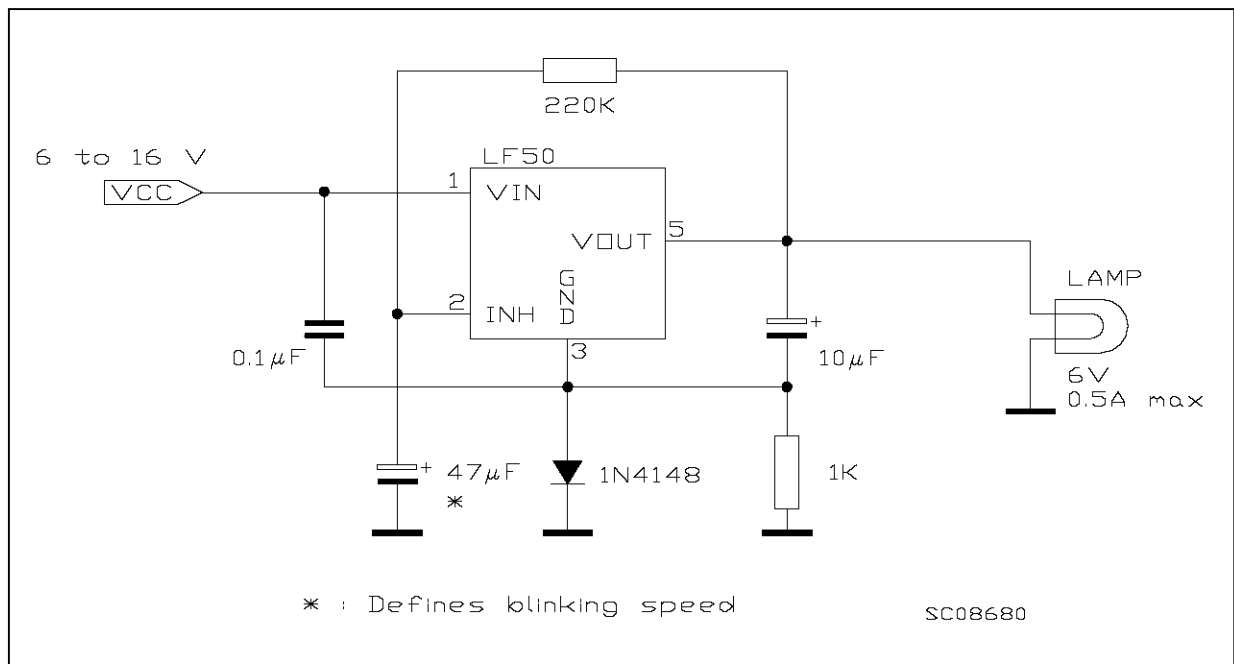 220K
6 to 16 V
LF50
VCC
1
VIN
VOUT
5
GND
2
INH
3
LAMP
0.1µF
10µF
6V
0.5A max
+
+
47µF
*
1N4148
1K
* : Defines blinking speed
SC08680